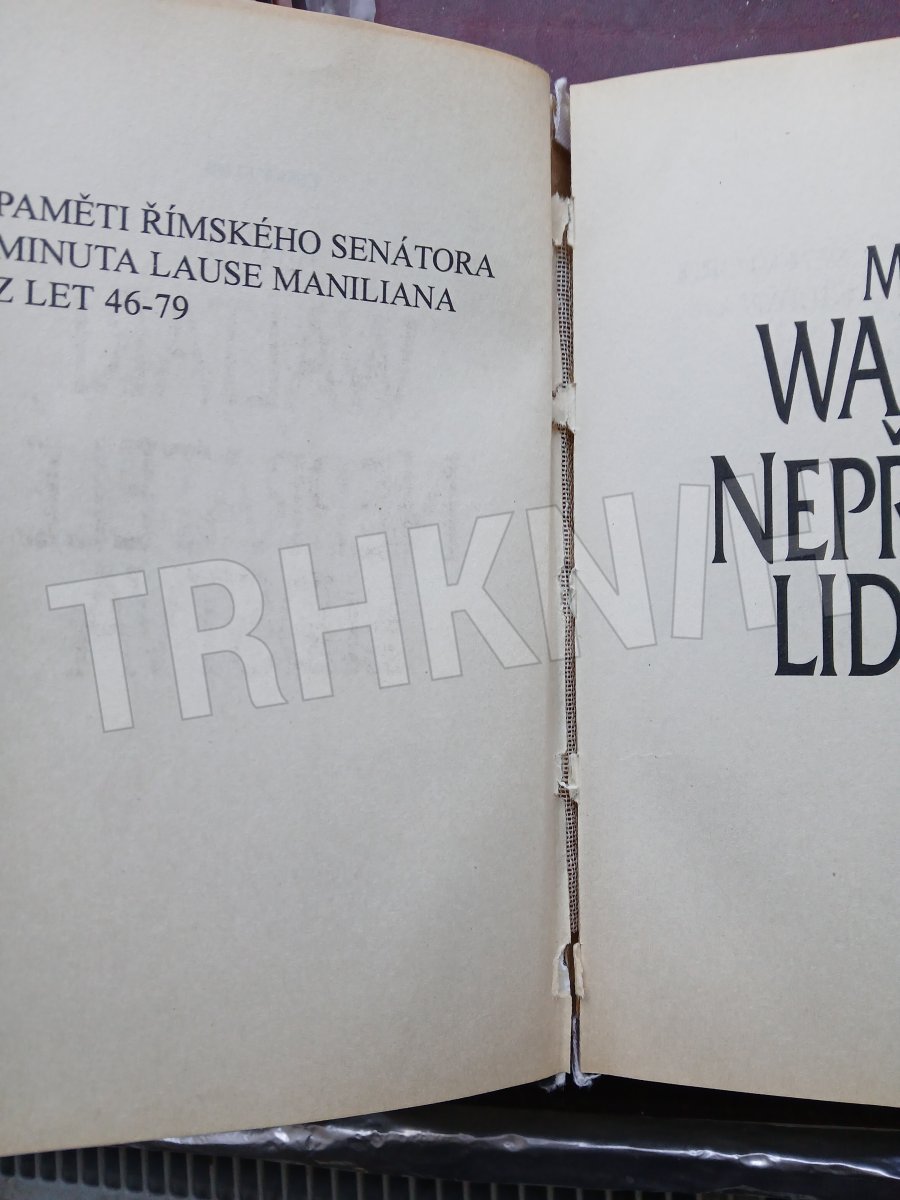 PAMĚTI ŘÍMSKÉHO SENÁTORA
MINUTA LAUSE MANILIANA
Z LET 46-79
M
WA
NEPŘ
LID
TRHKNIH